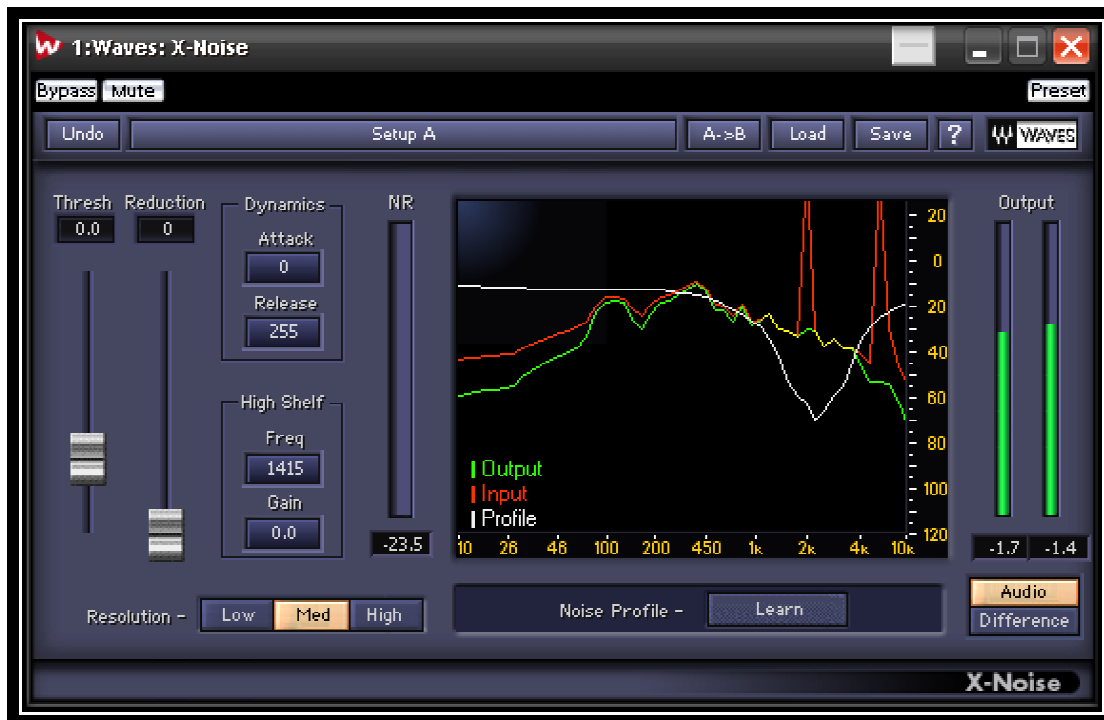 1:Waves: X-Noise
Bypass Mute Preset
Undo Setup A A->B Load Save ? WAVES
Thresh Reduction Dynamics NR Output
0.0 0
Attack
0
Release
255
High Shelf
Freq
1415
Gain
0.0
-23.5
20
0
20
40
60
80
100
120
Output
Input
Profile
10 26 46 100 200 450 1K 2K 4K 10K
-1.7 -1.4
Resolution - Low Med High
Noise Profile - Learn
Audio
Difference
X-Noise